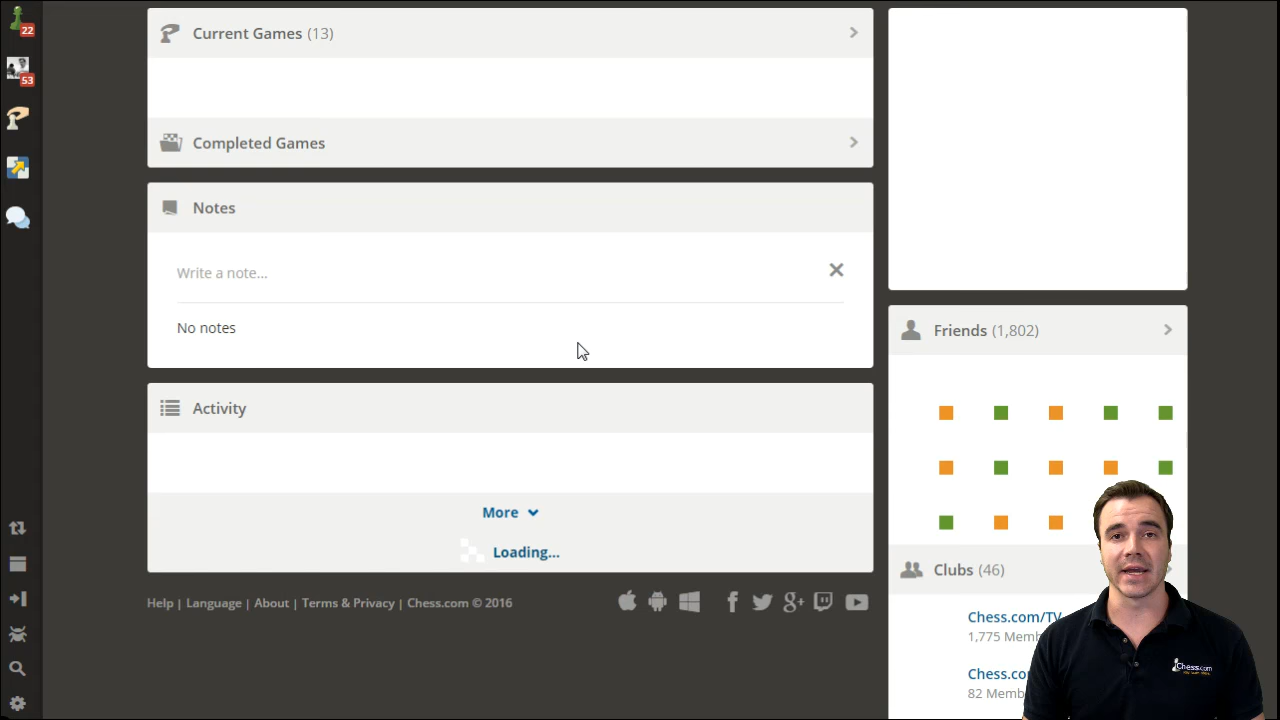 22
53
Current Games (13)
Completed Games
Notes
Write a note...
No notes
Activity
More
Loading...
Help | Language | About | Terms & Privacy | Chess.com © 2016
Friends (1,802)
Clubs (46)
Chess.com/TV
1,775 Memb
Chess.co
82 Memb
Chess.com